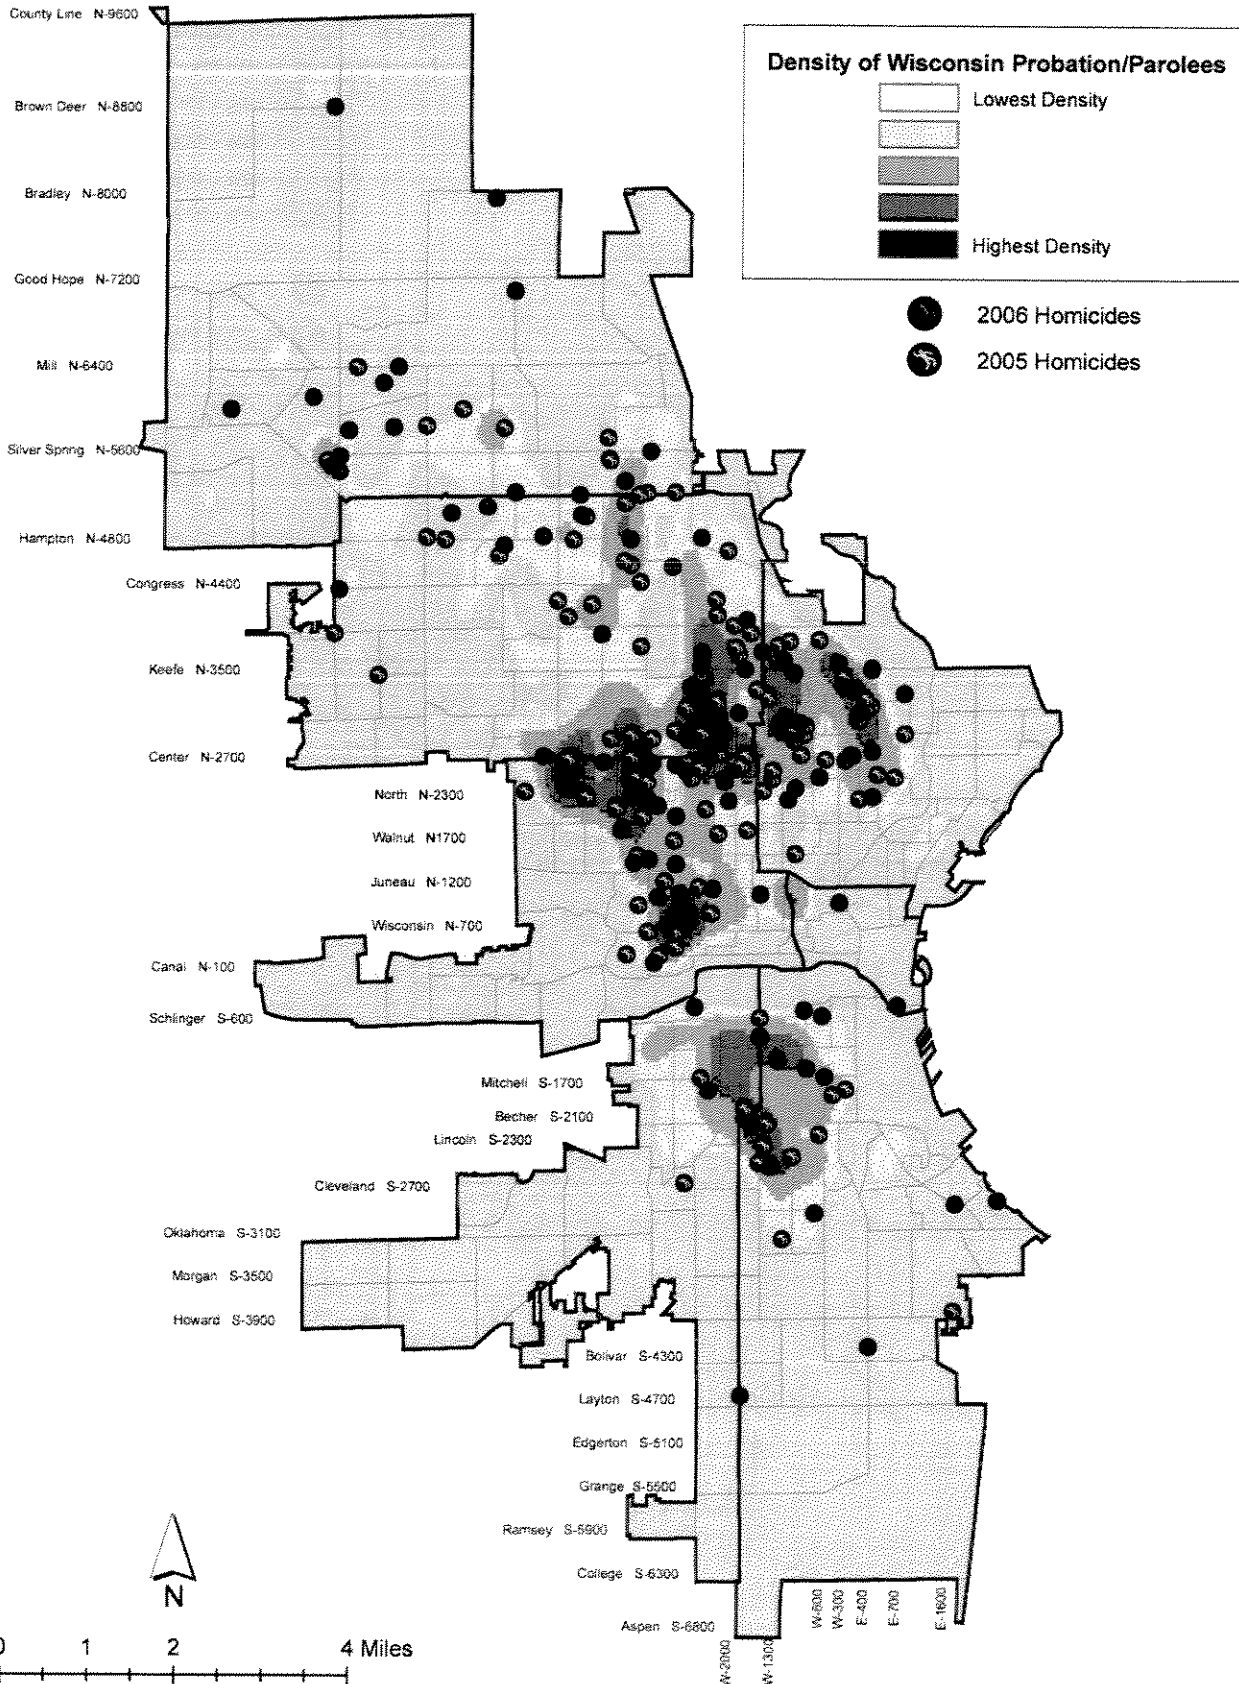 County Line N-9600
Brown Deer N-8800
Bradley N-8000
Good Hope N-7200
Mill N-6400
Silver Spring N-5600
Hampton N-4800
Congress N-4400
Keefe N-3500
Center N-2700
North N-2300
Walnut N1700
Juneau N-1200
Wisconsin N-700
Canal N-100
Schlinger S-600
Mitchell S-1700
Becher S-2100
Lincoln S-2300
Cleveland S-2700
Oklahoma S-3100
Morgan S-3500
Howard S-3900
Bolivar S-4300
Layton S-4700
Edgerton S-5100
Grange S-5500
Ramsey S-5900
College S-6300
Aspen S-6800
W-2000
W-1300
W-600
W-300
E-400
E-700
E-1600
Density of Wisconsin Probation/Parolees
Lowest Density
Highest Density
2006 Homicides
2005 Homicides
N
0 1 2 4 Miles